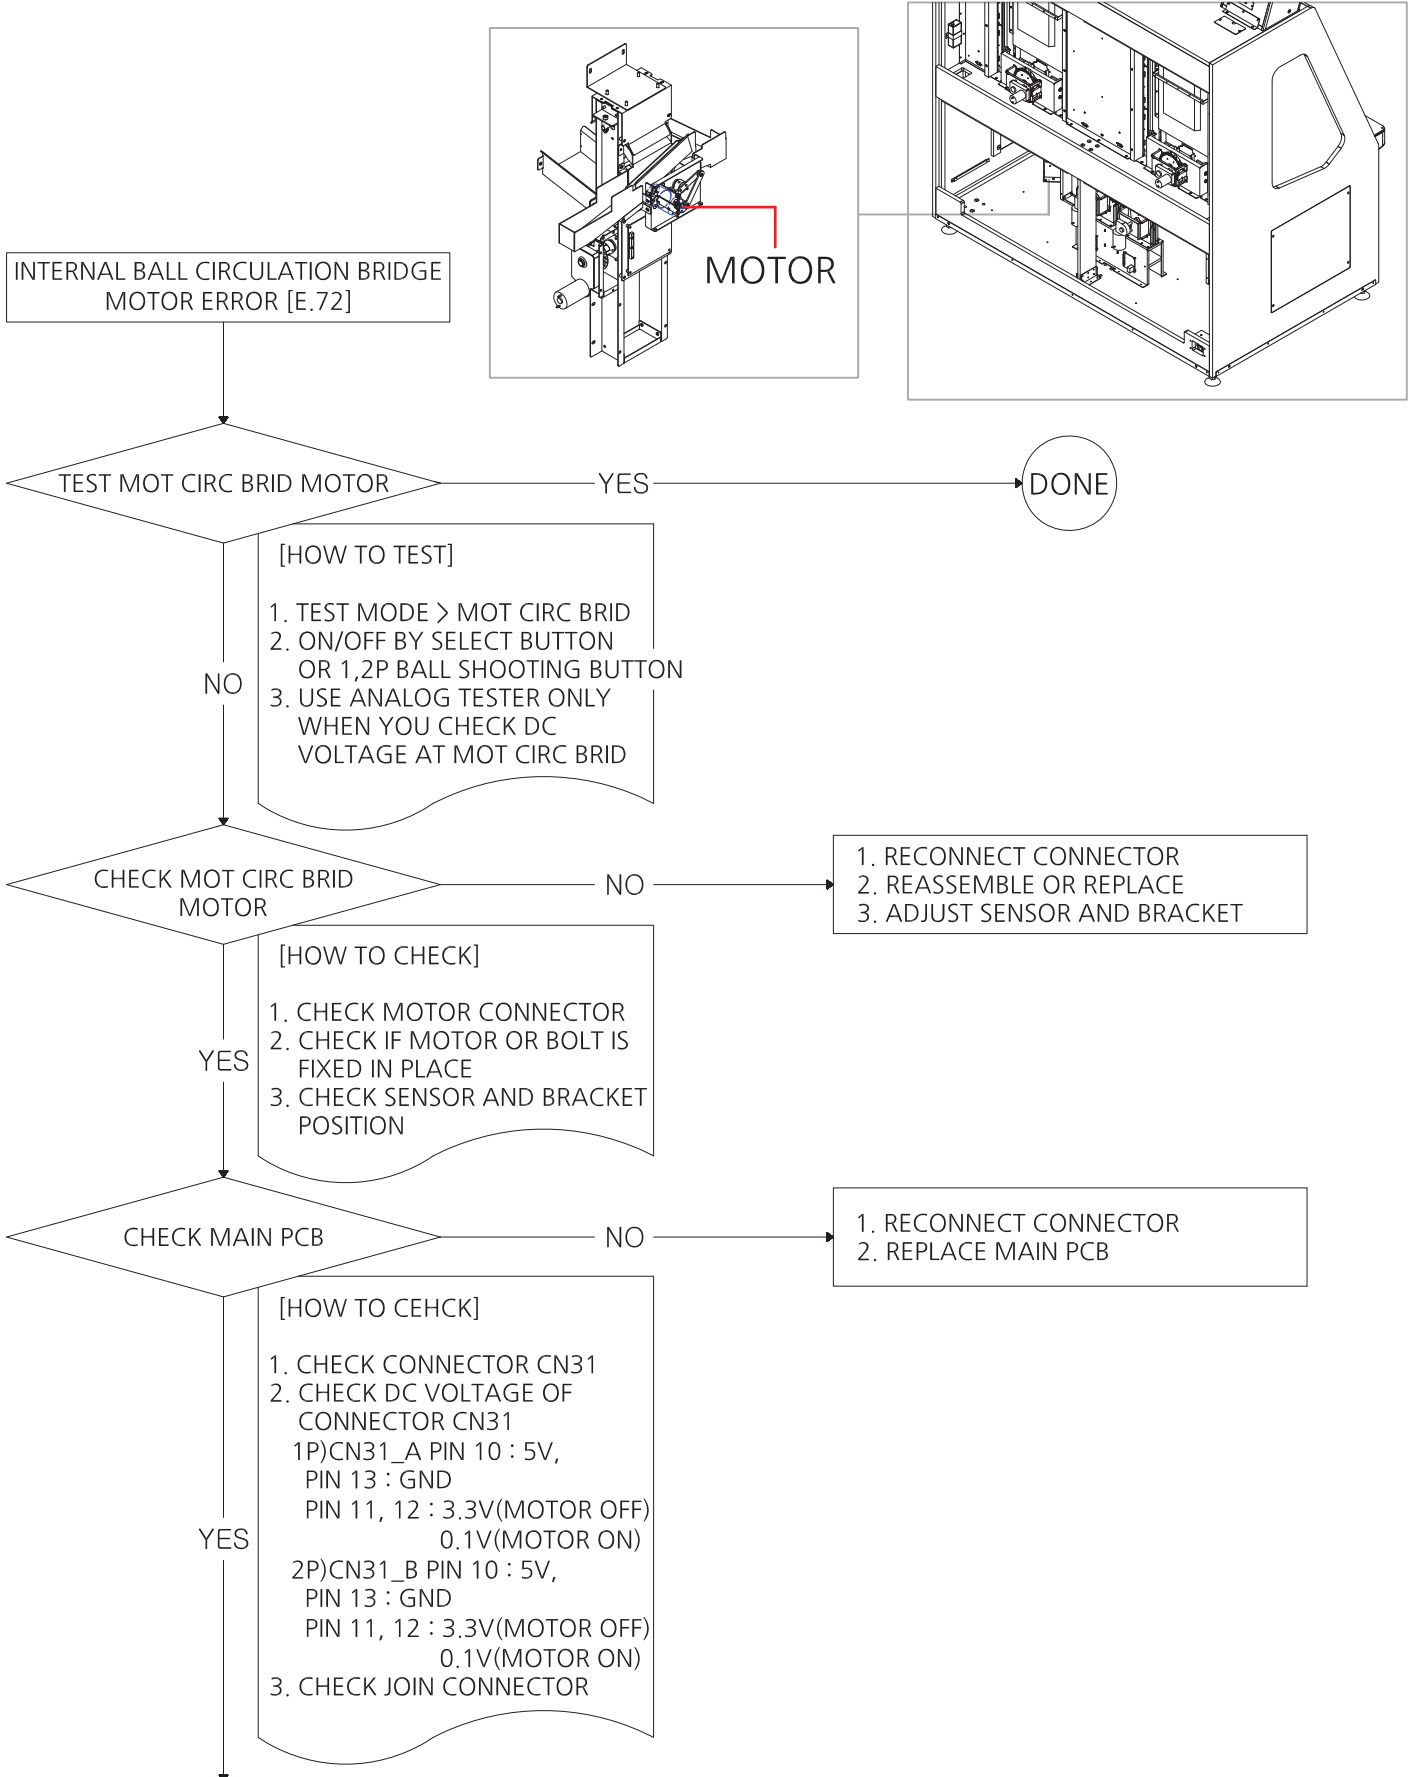 MOTOR
INTERNAL BALL CIRCULATION BRIDGE
MOTOR ERROR [E.72]
TEST MOT CIRC BRID MOTOR
YES
DONE
[HOW TO TEST]
1. TEST MODE > MOT CIRC BRID
2. ON/OFF BY SELECT BUTTON
OR 1,2P BALL SHOOTING BUTTON
3. USE ANALOG TESTER ONLY
WHEN YOU CHECK DC
VOLTAGE AT MOT CIRC BRID
NO
CHECK MOT CIRC BRID
MOTOR
NO
1. RECONNECT CONNECTOR
2. REASSEMBLE OR REPLACE
3. ADJUST SENSOR AND BRACKET
[HOW TO CHECK]
1. CHECK MOTOR CONNECTOR
2. CHECK IF MOTOR OR BOLT IS
FIXED IN PLACE
3. CHECK SENSOR AND BRACKET
POSITION
YES
CHECK MAIN PCB
NO
1. RECONNECT CONNECTOR
2. REPLACE MAIN PCB
[HOW TO CEHCK]
1. CHECK CONNECTOR CN31
2. CHECK DC VOLTAGE OF
CONNECTOR CN31
1P)CN31_A PIN 10 : 5V,
PIN 13 : GND
PIN 11, 12 : 3.3V(MOTOR OFF)
0.1V(MOTOR ON)
2P)CN31_B PIN 10 : 5V,
PIN 13 : GND
PIN 11, 12 : 3.3V(MOTOR OFF)
0.1V(MOTOR ON)
3. CHECK JOIN CONNECTOR
YES